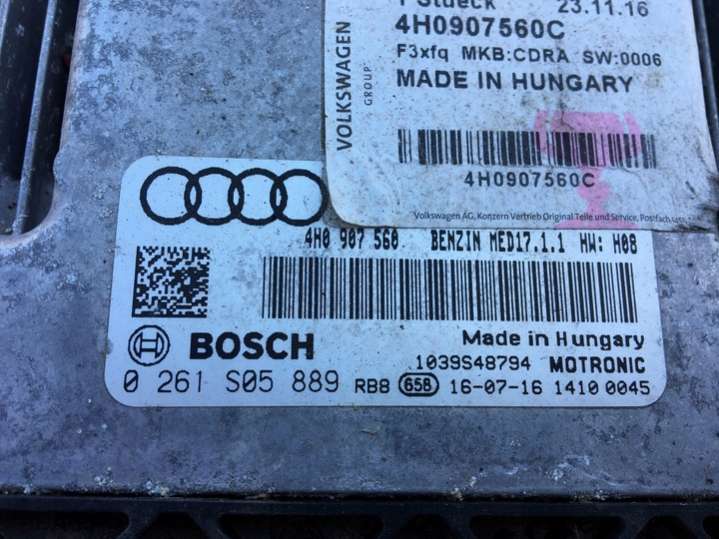 1 Stueck 23.11.16
4H0907560C
F3xfq MKB:CDRA SW:0006
MADE IN HUNGARY
VOLKSWAGEN
GROUP
4H0907560C
Volkswagen AG, Konzern Vertrieb Original Teile und Service, Postfach
4H0 907 560 BENZIN MED17.1.1 HW: H08
BOSCH
Made in Hungary
1039S48794 MOTRONIC
0 261 S05 889 RB8 658 16-07-16 1410 0045